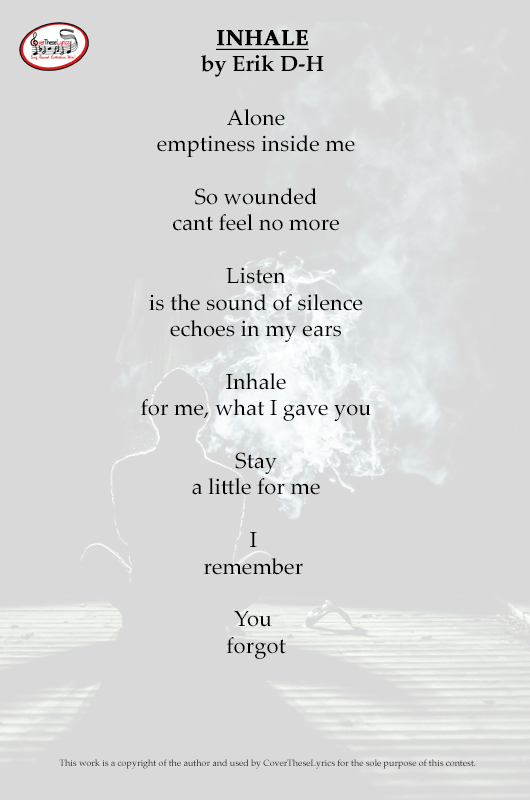 CoverTheseLyrics
INHALE
by Erik D-H
Alone
emptiness inside me
So wounded
cant feel no more
Listen
is the sound of silence
echoes in my ears
Inhale
for me, what I gave you
Stay
a little for me
I
remember
You
forgot
This work is a copyright of the author and used by CoverTheseLyrics for the sole purpose of this contest.